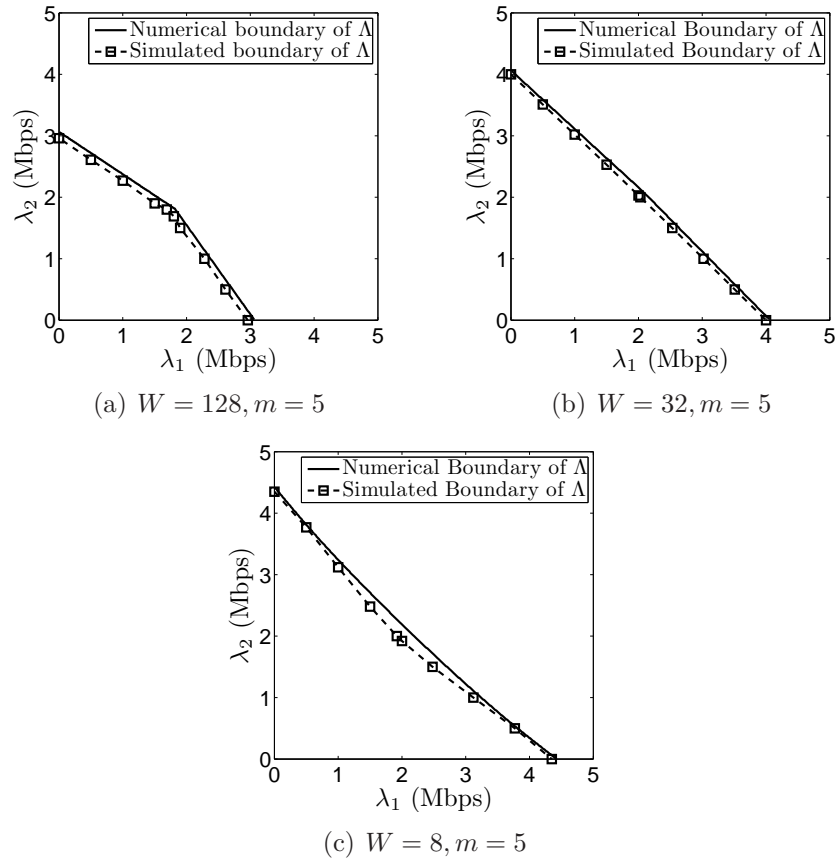 5
4
3
2
1
0
0 1 2 3 4 5
λ₂ (Mbps)
λ₁ (Mbps)
Numerical boundary of Λ
Simulated boundary of Λ
(a) W = 128, m = 5
5
4
3
2
1
0
0 1 2 3 4 5
λ₂ (Mbps)
λ₁ (Mbps)
Numerical Boundary of Λ
Simulated Boundary of Λ
(b) W = 32, m = 5
5
4
3
2
1
0
0 1 2 3 4 5
λ₂ (Mbps)
λ₁ (Mbps)
Numerical Boundary of Λ
Simulated Boundary of Λ
(c) W = 8, m = 5